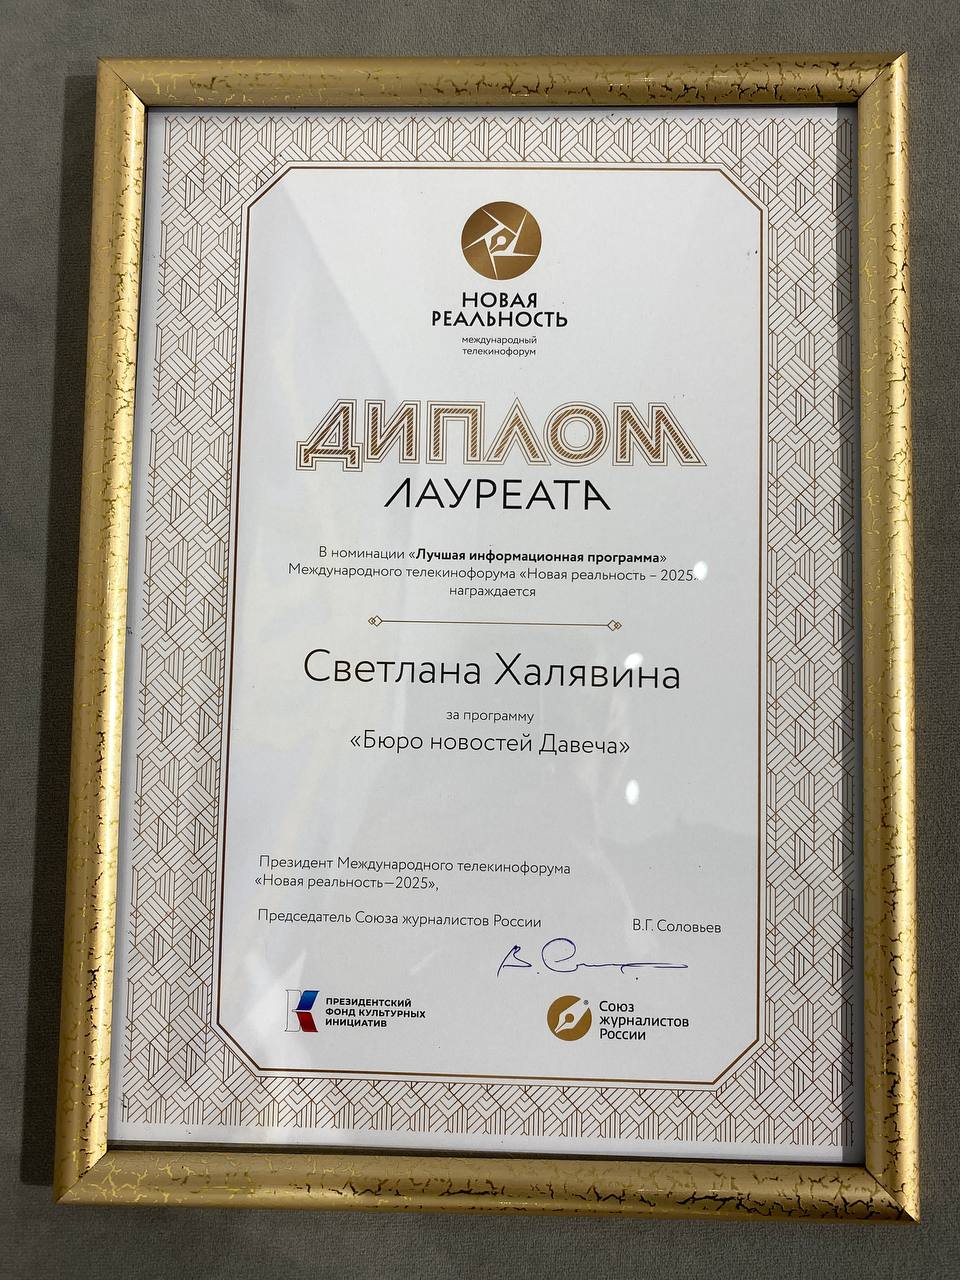 НОВАЯ
РЕАЛЬНОСТЬ
международный
телекинофорум
ДИПЛОМ
ЛАУРЕАТА
В номинации «Лучшая информационная программа»
Международного телекинофорума «Новая реальность – 2025»
награждается
Светлана Халявина
за программу
«Бюро новостей Давеча»
Президент Международного телекинофорума
«Новая реальность—2025»,
Председатель Союза журналистов России В.Г. Соловьев
ПРЕЗИДЕНТСКИЙ
ФОНД КУЛЬТУРНЫХ
ИНИЦИАТИВ
Союз
журналистов
России